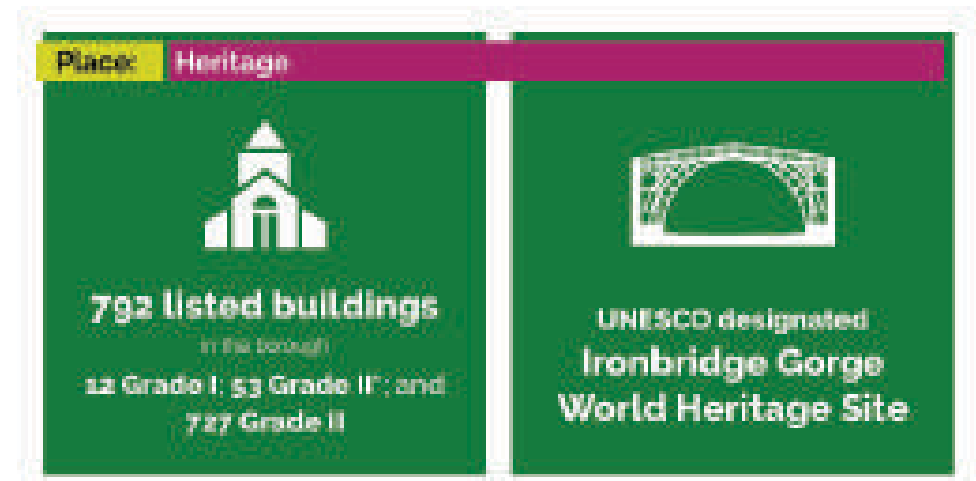 Place: Heritage
792 listed buildings
in the borough
12 Grade I; 53 Grade II*; and
727 Grade II
UNESCO designated
Ironbridge Gorge
World Heritage Site